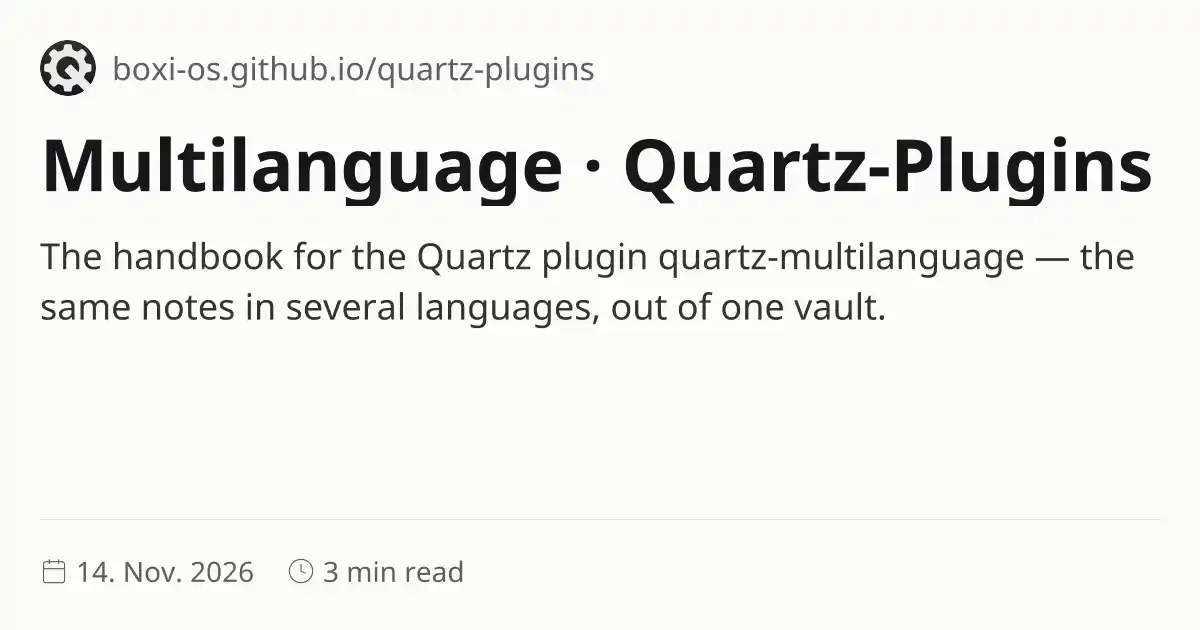 boxi-os.github.io/quartz-plugins
Multilanguage · Quartz-Plugins
The handbook for the Quartz plugin quartz-multilanguage — the
same notes in several languages, out of one vault.
14. Nov. 2026
3 min read